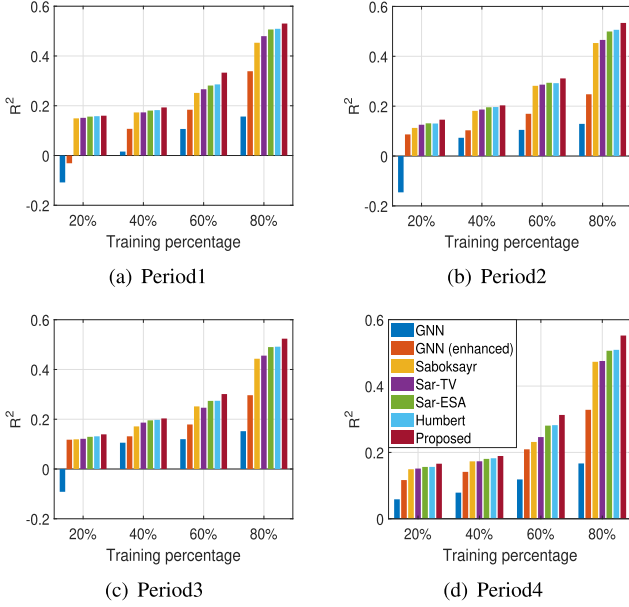 0.6
0.4
0.2
0
-0.2
R2
20% 40% 60% 80%
Training percentage
(a) Period1
0.6
0.4
0.2
0
-0.2
R2
20% 40% 60% 80%
Training percentage
(b) Period2
0.6
0.4
0.2
0
-0.2
R2
20% 40% 60% 80%
Training percentage
(c) Period3
0.6
0.4
0.2
0
R2
GNN
GNN (enhanced)
Saboksayr
Sar-TV
Sar-ESA
Humbert
Proposed
20% 40% 60% 80%
Training percentage
(d) Period4